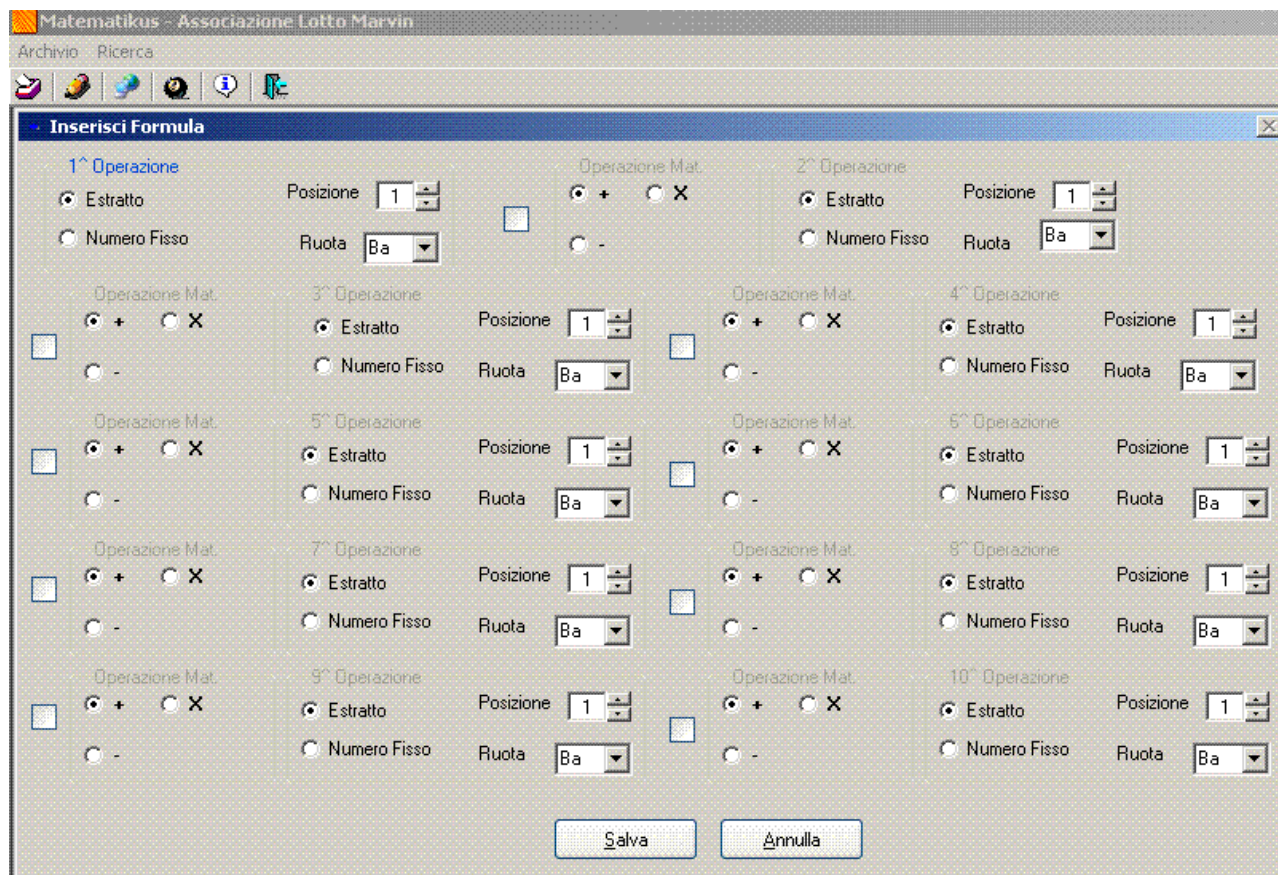 Matematikus - Associazione Lotto Marvin
Archivio Ricerca
Inserisci Formula
1^ Operazione Operazione Mat. 2^ Operazione
Estratto Posizione 1 + X Estratto Posizione 1
Numero Fisso Ruota Ba - Numero Fisso Ruota Ba
Operazione Mat. 3^ Operazione Operazione Mat. 4^ Operazione
+ X Estratto Posizione 1 + X Estratto Posizione 1
- Numero Fisso Ruota Ba - Numero Fisso Ruota Ba
Operazione Mat. 5^ Operazione Operazione Mat. 6^ Operazione
+ X Estratto Posizione 1 + X Estratto Posizione 1
- Numero Fisso Ruota Ba - Numero Fisso Ruota Ba
Operazione Mat. 7^ Operazione Operazione Mat. 8^ Operazione
+ X Estratto Posizione 1 + X Estratto Posizione 1
- Numero Fisso Ruota Ba - Numero Fisso Ruota Ba
Operazione Mat. 9^ Operazione Operazione Mat. 10^ Operazione
+ X Estratto Posizione 1 + X Estratto Posizione 1
- Numero Fisso Ruota Ba - Numero Fisso Ruota Ba
Salva Annulla